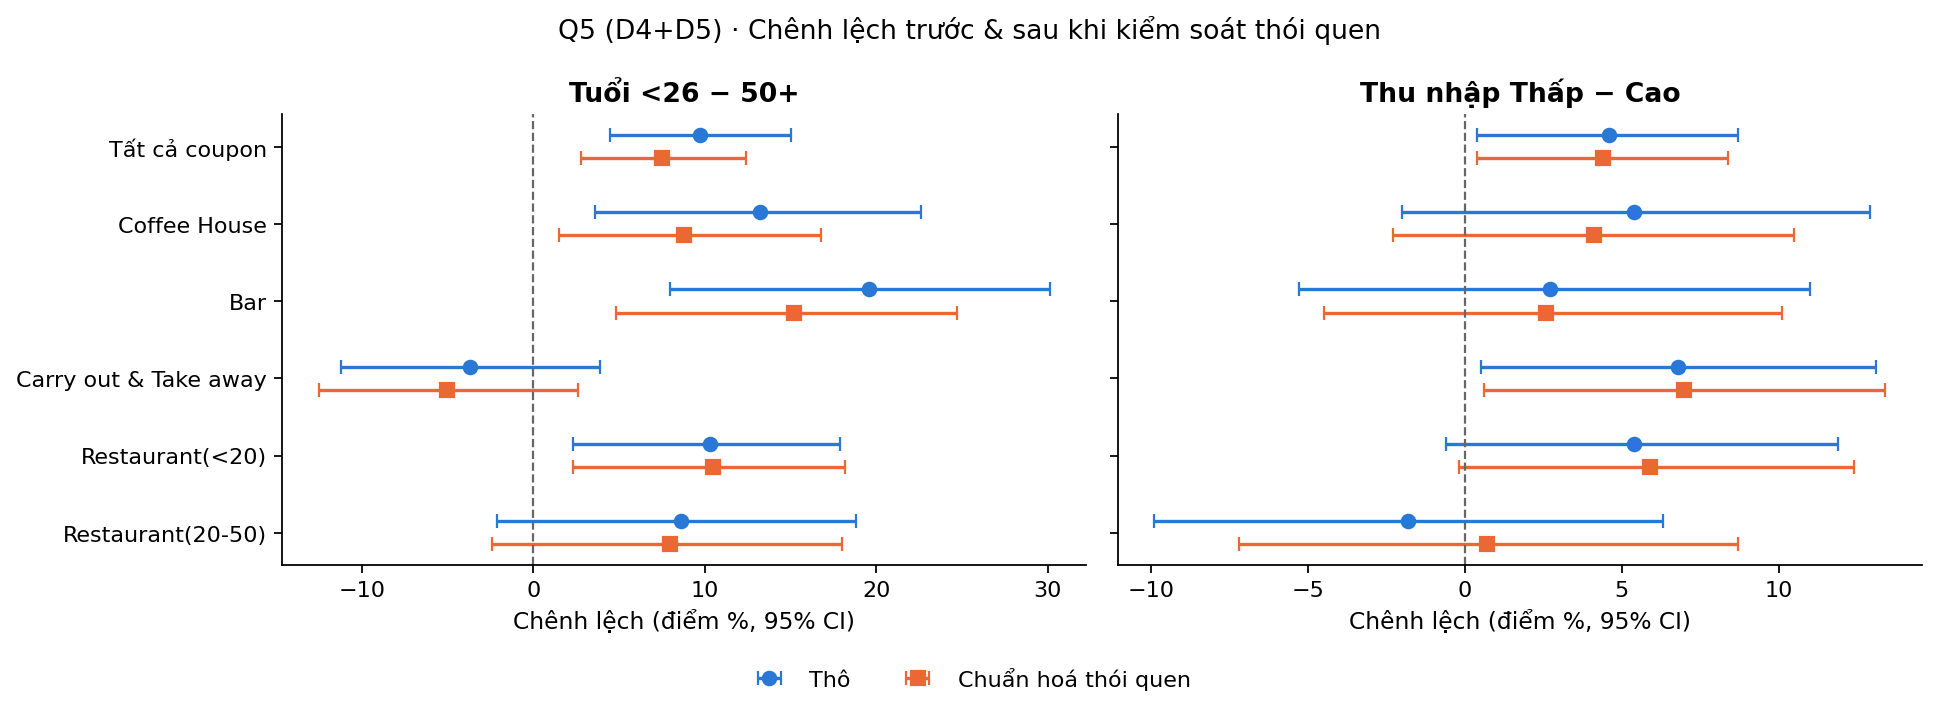 Q5 (D4+D5) · Chênh lệch trước & sau khi kiểm soát thói quen
Tuổi <26 − 50+
Thu nhập Thấp − Cao
Tất cả coupon
Coffee House
Bar
Carry out & Take away
Restaurant(<20)
Restaurant(20-50)
−10 0 10 20 30
−10 −5 0 5 10
Chênh lệch (điểm %, 95% CI)
Chênh lệch (điểm %, 95% CI)
Thô
Chuẩn hoá thói quen